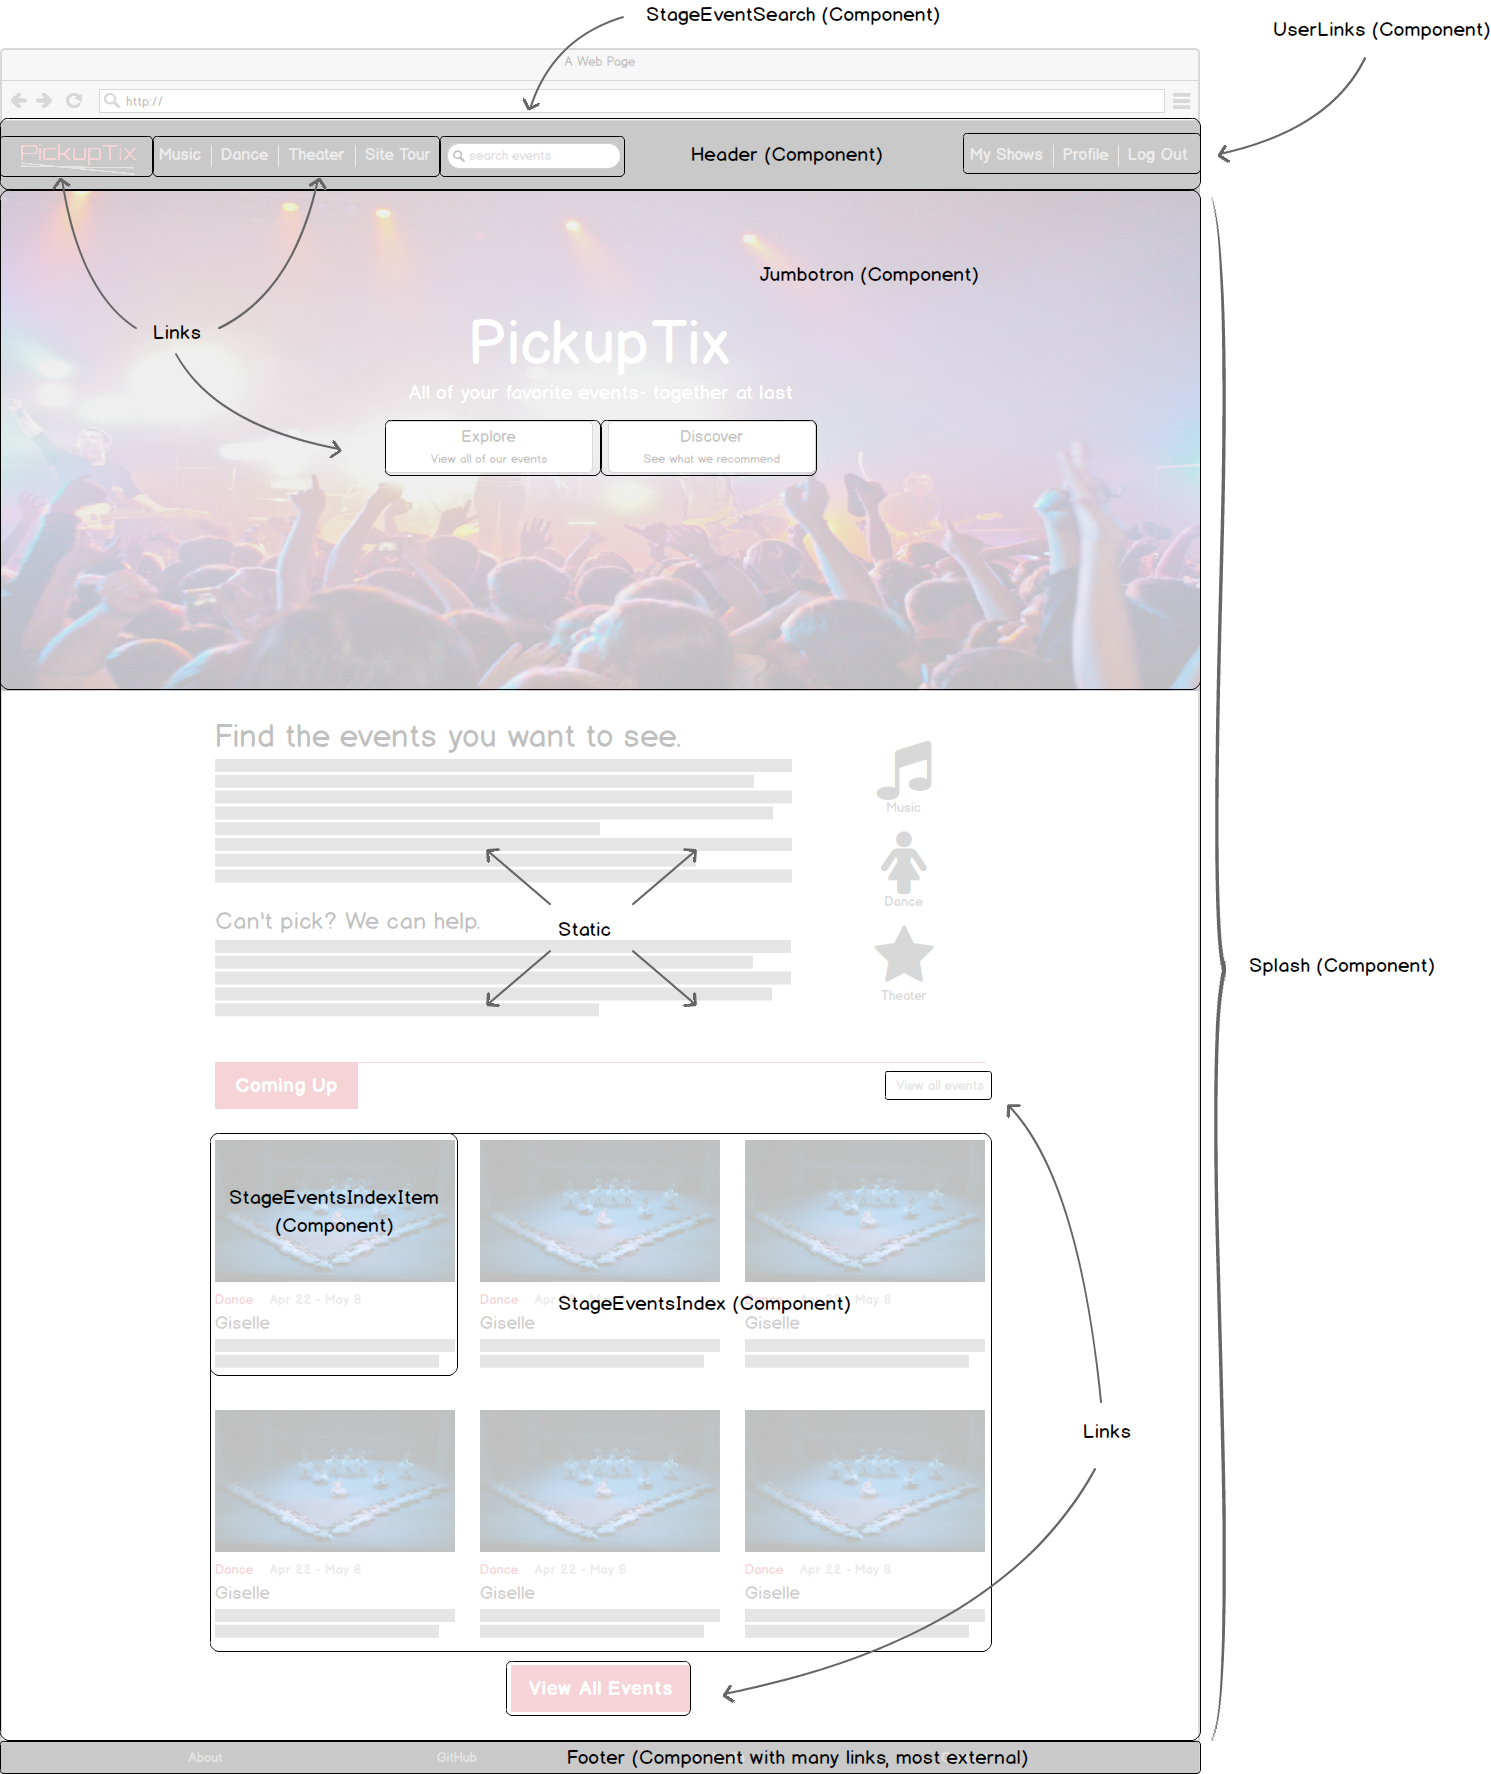 StageEventSearch (Component)
UserLinks (Component)
A Web Page
http://
PickupTix
Music
Dance
Theater
Site Tour
search events
Header (Component)
My Shows
Profile
Log Out
Jumbotron (Component)
Links
PickupTix
All of your favorite events- together at last
Explore
View all of our events
Discover
See what we recommend
Find the events you want to see.
Music
Dance
Can't pick? We can help.
Static
Theater
Splash (Component)
Coming Up
View all events
StageEventsIndexItem
(Component)
Dance Apr 22 - May 8
Giselle
Dance Apr
StageEventsIndex (Component)
Giselle
May 8
Giselle
Links
Dance Apr 22 - May 8
Giselle
Dance Apr 22 - May 8
Giselle
Dance Apr 22 - May 8
Giselle
View All Events
About
GitHub
Footer (Component with many links, most external)